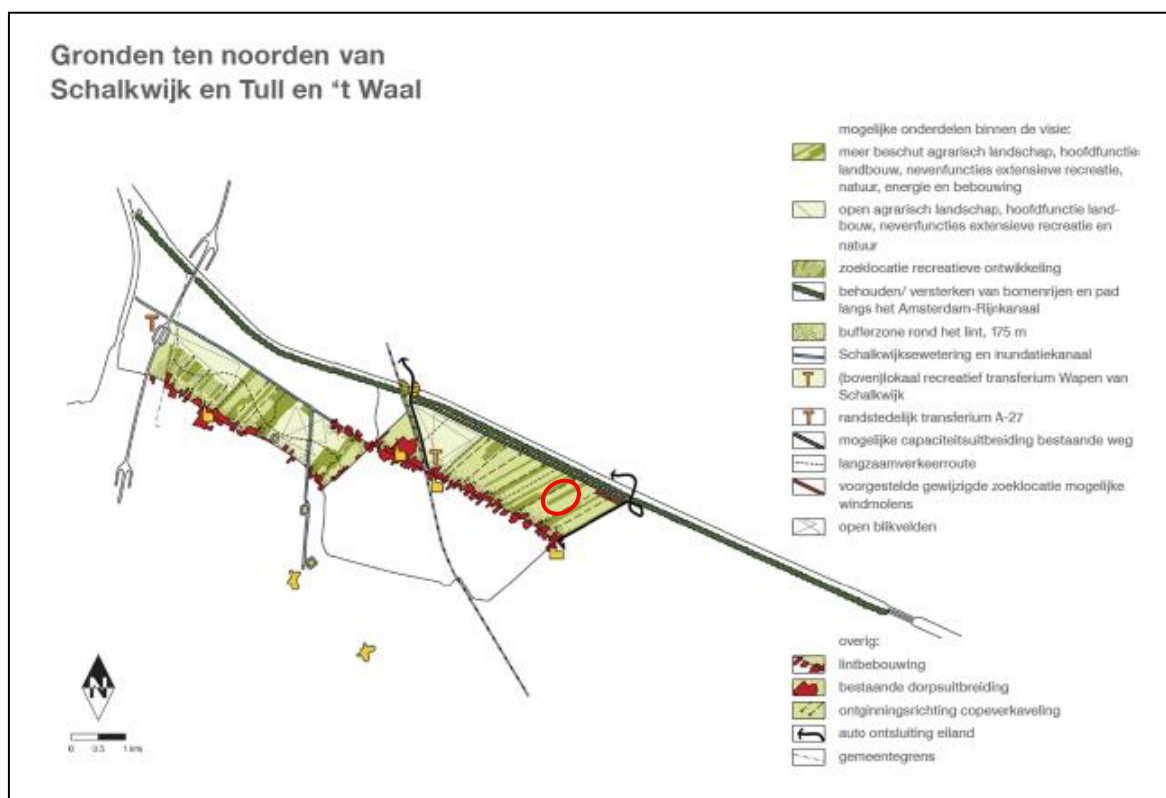 Gronden ten noorden van
Schalkwijk en Tull en ‘t Waal
mogelijke onderdelen binnen de visie:
meer beschut agrarisch landschap, hoofdfunctie
landbouw, nevenfuncties extensieve recreatie,
natuur, energie en bebouwing
open agrarisch landschap, hoofdfunctie land-
bouw, nevenfuncties extensieve recreatie en
natuur
zoeklocatie recreatieve ontwikkeling
behouden/ versterken van bomenrijen en pad
langs het Amsterdam-Rijnkanaal
bufferzone rond het lint, 175 m
Schalkwijksewetering en inundatiekanaal
T
(boven)lokaal recreatief transferium Wapen van
Schalkwijk
T
randstedelijk transferium A-27
mogelijke capaciteitsuitbreiding bestaande weg
langzaamverkeerroute
voorgestelde gewijzigde zoeklocatie mogelijke
windmolens
open blikvelden
T
T
overig:
lintbebouwing
bestaande dorpsuitbreiding
ontginningsrichting copeverkaveling
auto ontsluiting eiland
gemeentegrens
N
0 0.5 1 km